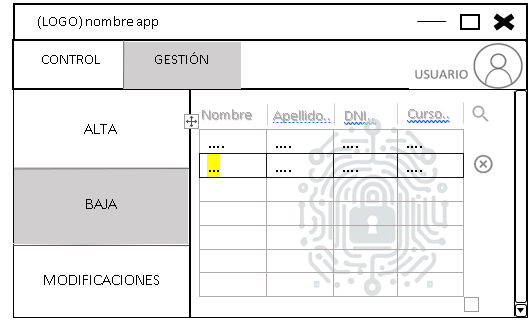 (LOGO) nombre app
CONTROL GESTIÓN
USUARIO
ALTA
BAJA
MODIFICACIONES
Nombre Apellido.. DNI.. Curso..
.... .... .... ....
... .... .... ....